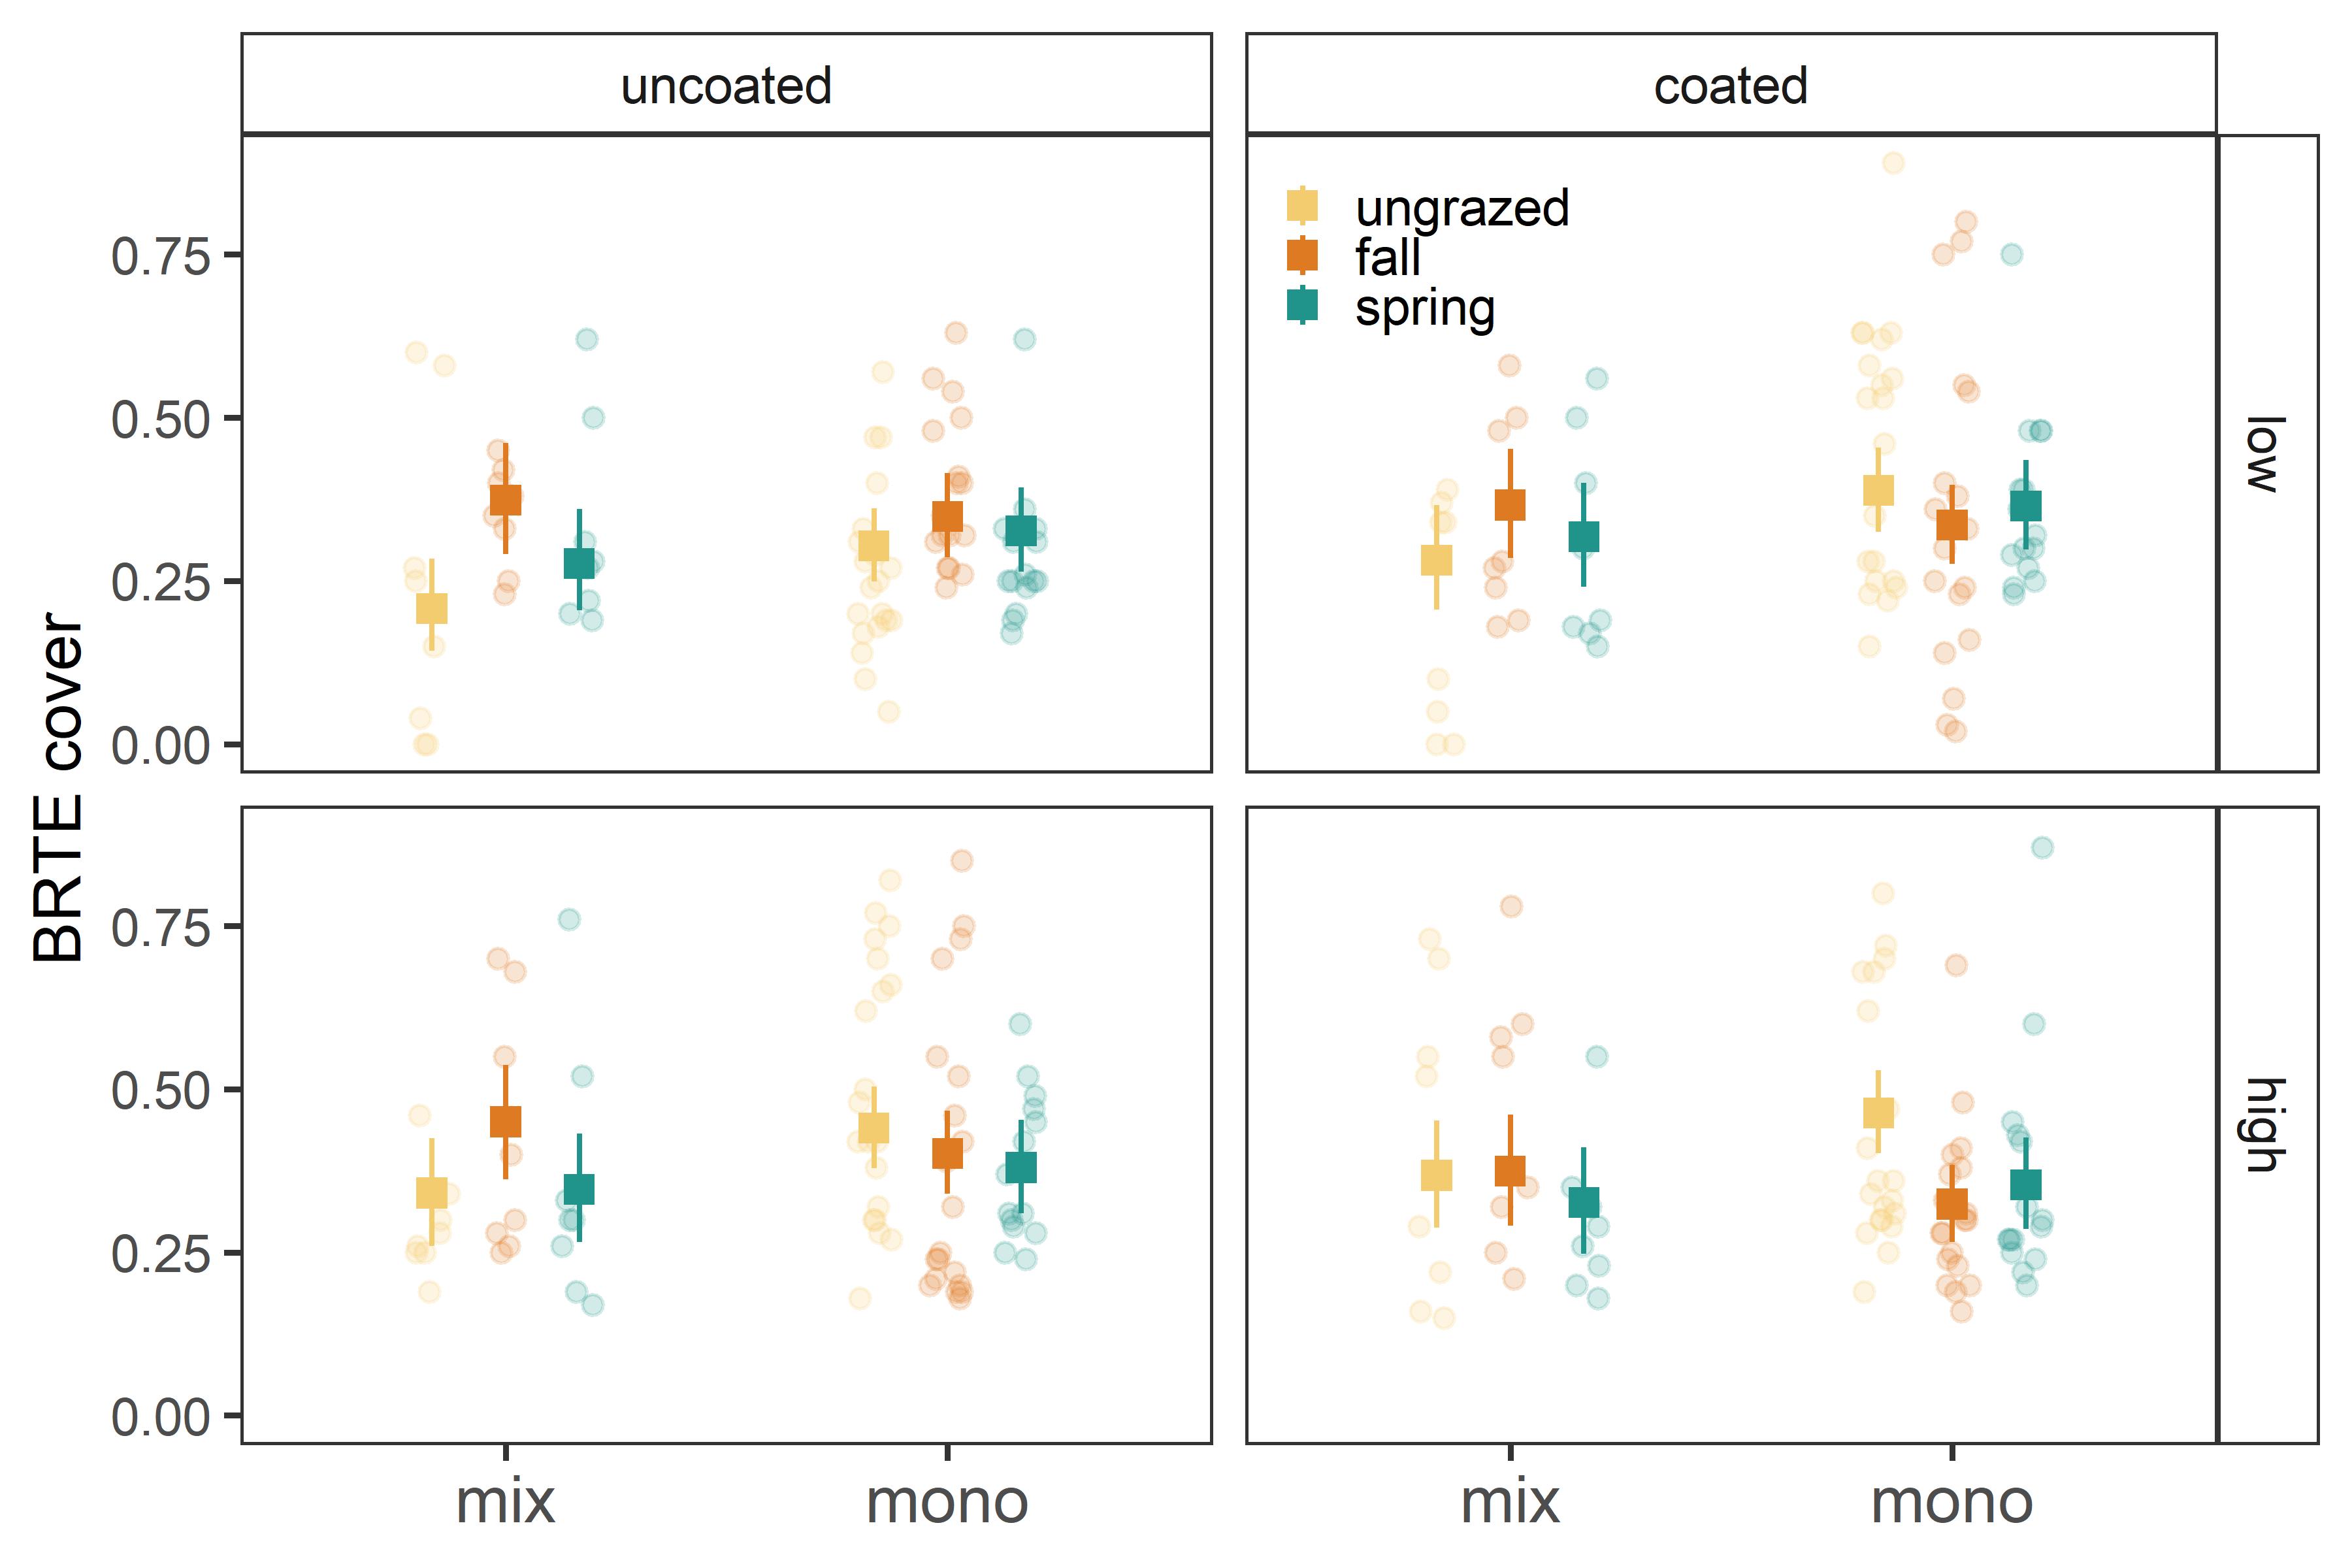 uncoated
coated
ungrazed
fall
spring
low
high
BRTE cover
0.75
0.50
0.25
0.00
0.75
0.50
0.25
0.00
mix
mono
mix
mono